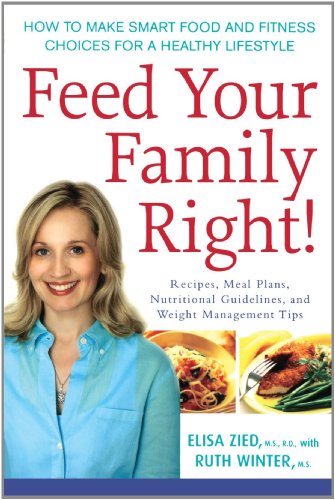 HOW TO MAKE SMART FOOD AND FITNESS
CHOICES FOR A HEALTHY LIFESTYLE
Feed Your
Family
Right!
Recipes, Meal Plans,
Nutritional Guidelines, and
Weight Management Tips
ELISA ZIED, M.S., R.D., with
RUTH WINTER, M.S.